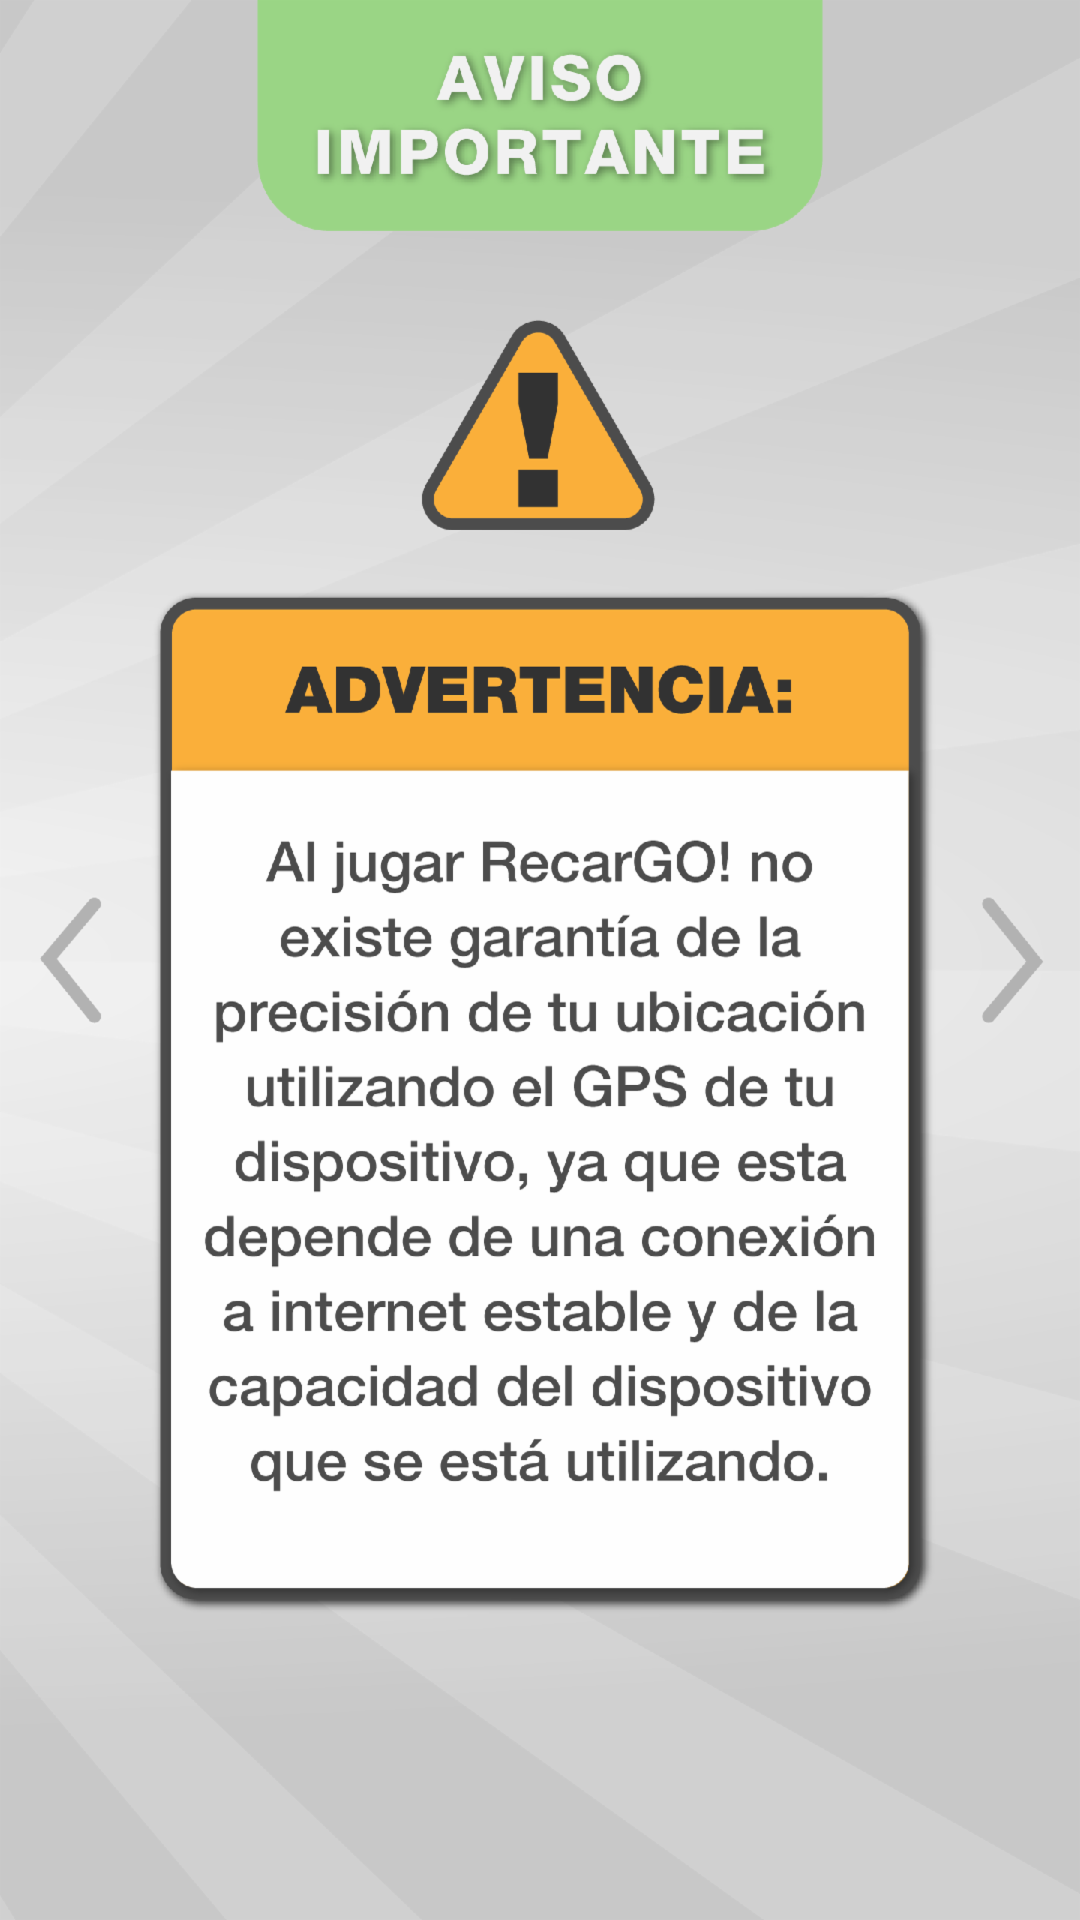 AVISO
IMPORTANTE
!
ADVERTENCIA:
Al jugar RecarGO! no
existe garantía de la
precisión de tu ubicación
utilizando el GPS de tu
dispositivo, ya que esta
depende de una conexión
a internet estable y de la
capacidad del dispositivo
que se está utilizando.